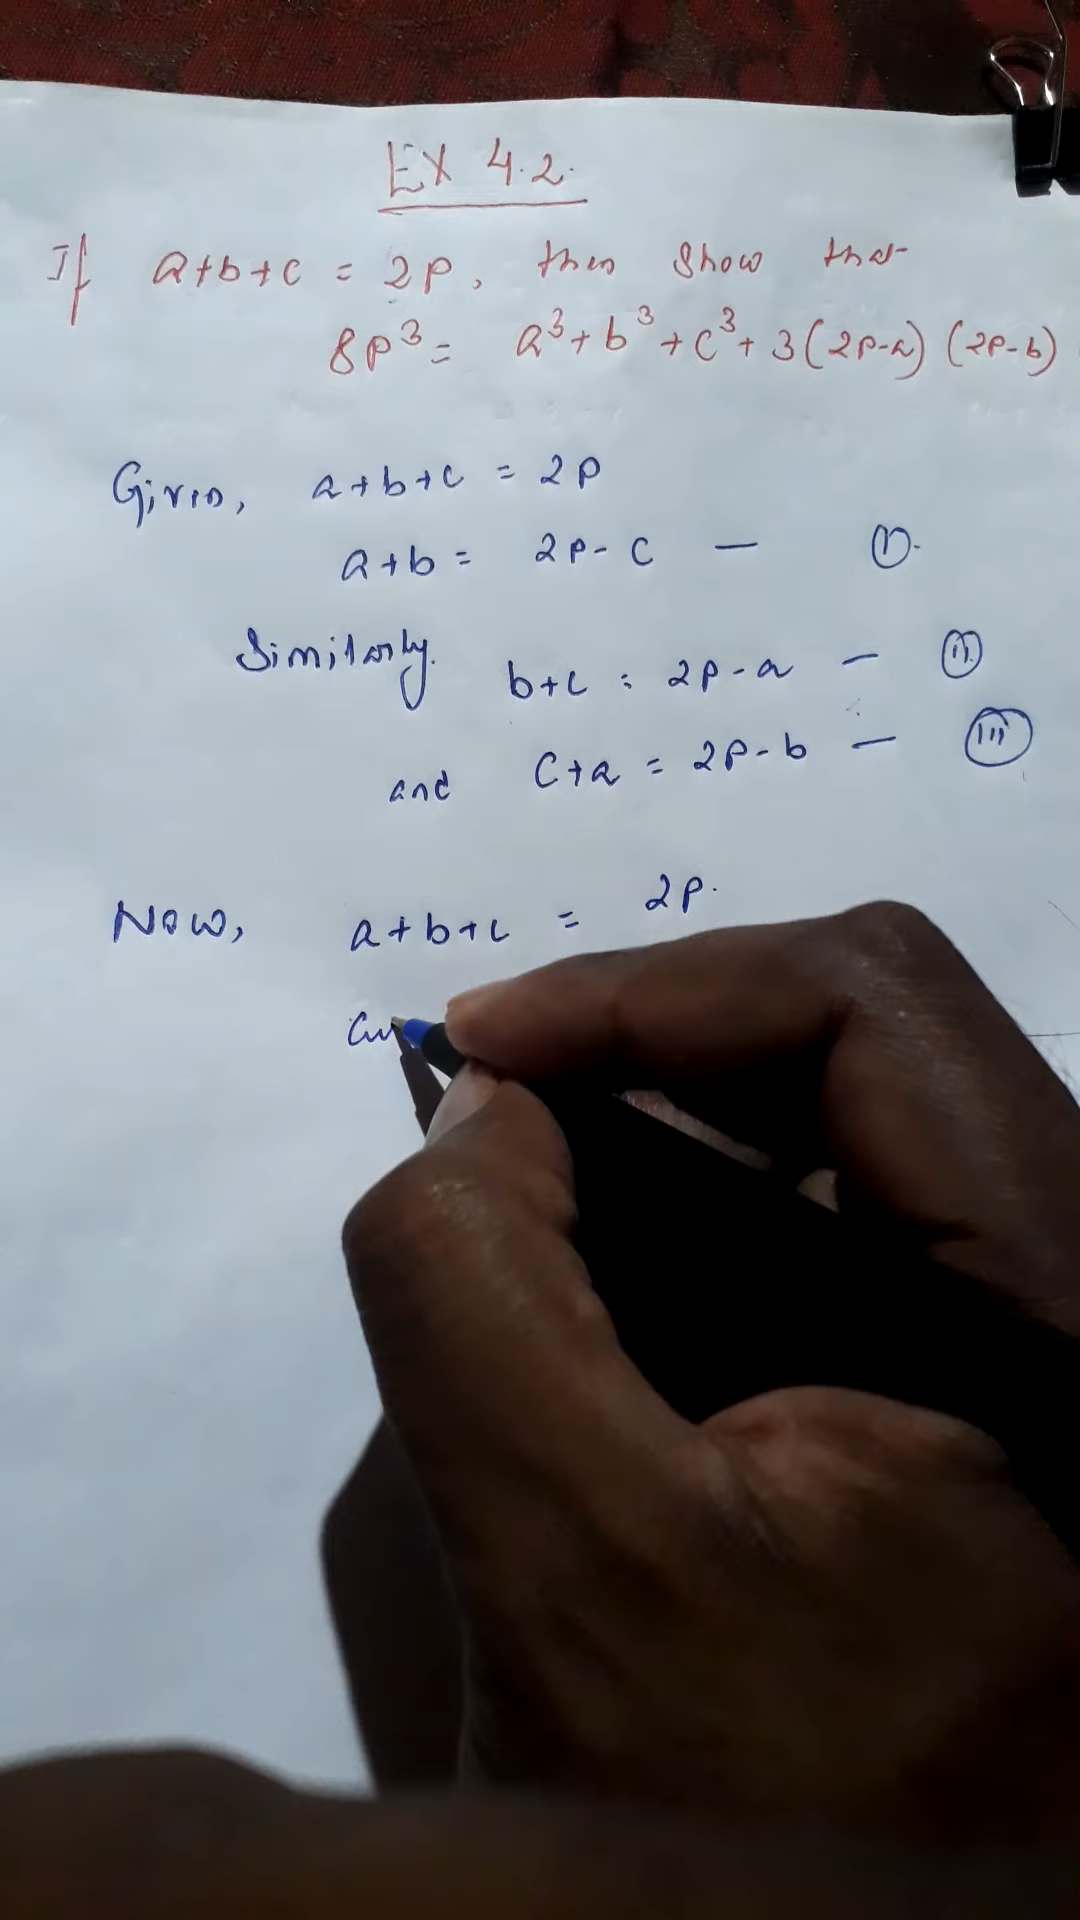 EX 4.2.
If a+b+c = 2p, then show that
8p³ = a³+b³+c³+3(2p-a)(2p-b)
Given, a+b+c = 2p
a+b = 2p-c — (i).
Similarly. b+c = 2p-a — (ii)
and c+a = 2p-b — (iii)
Now, a+b+c = 2p.
Cu